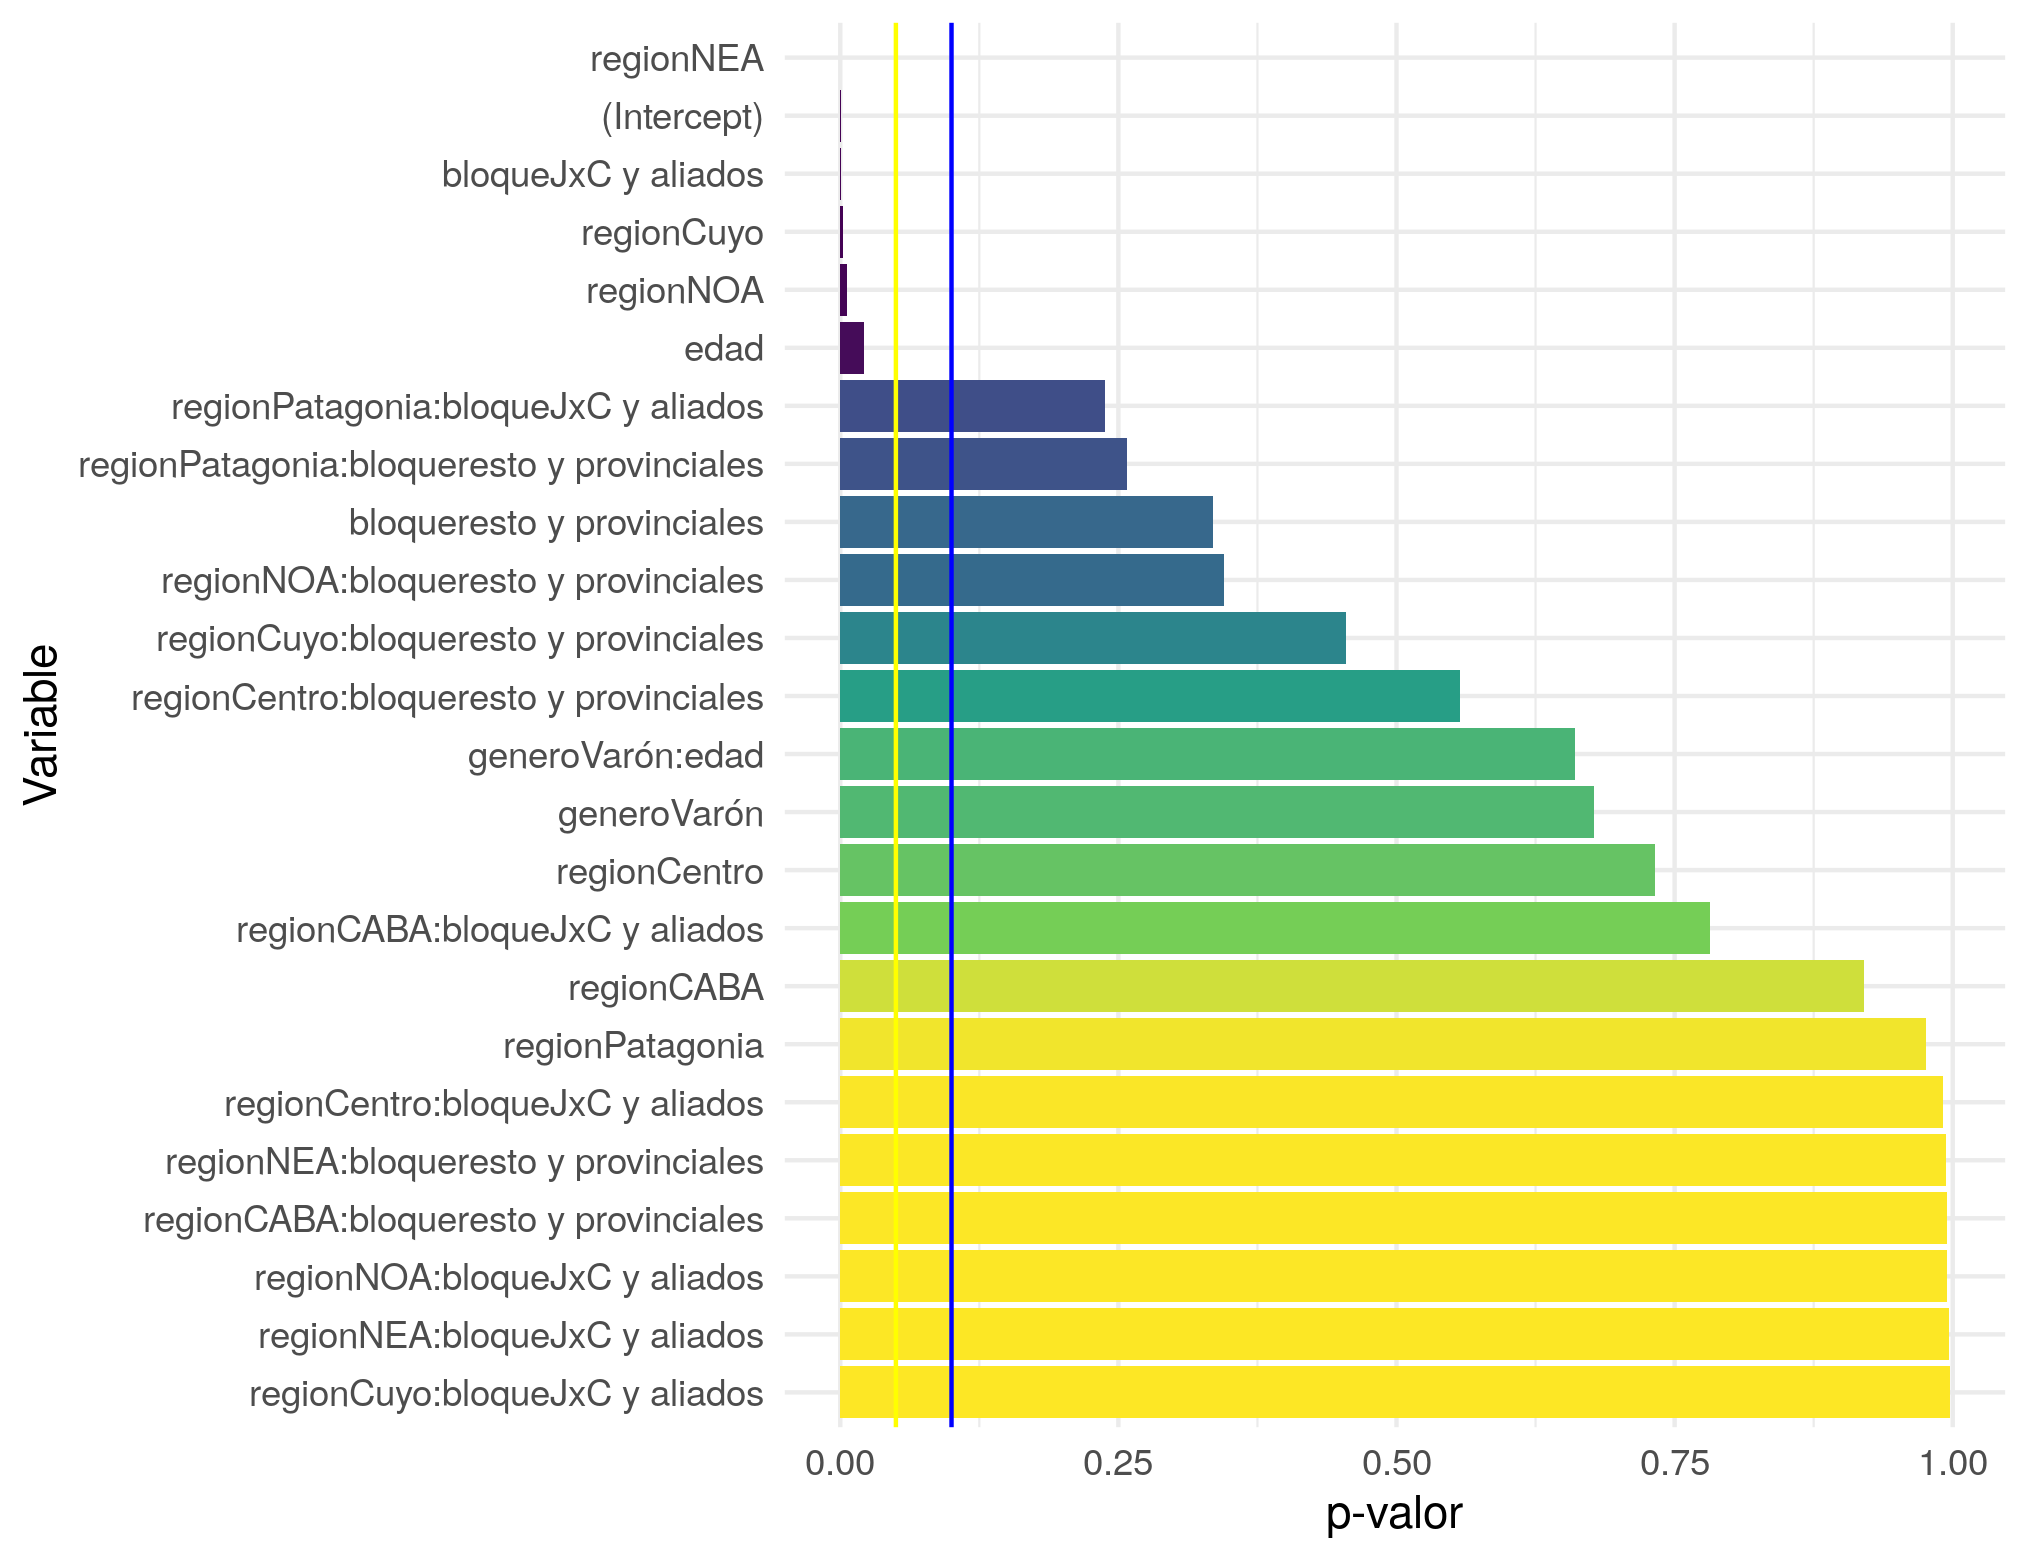 regionNEA
(Intercept)
bloqueJxC y aliados
regionCuyo
regionNOA
edad
regionPatagonia:bloqueJxC y aliados
regionPatagonia:bloqueresto y provinciales
bloqueresto y provinciales
regionNOA:bloqueresto y provinciales
regionCuyo:bloqueresto y provinciales
regionCentro:bloqueresto y provinciales
generoVarón:edad
generoVarón
regionCentro
regionCABA:bloqueJxC y aliados
regionCABA
regionPatagonia
regionCentro:bloqueJxC y aliados
regionNEA:bloqueresto y provinciales
regionCABA:bloqueresto y provinciales
regionNOA:bloqueJxC y aliados
regionNEA:bloqueJxC y aliados
regionCuyo:bloqueJxC y aliados
Variable
0.00 0.25 0.50 0.75 1.00
p-valor